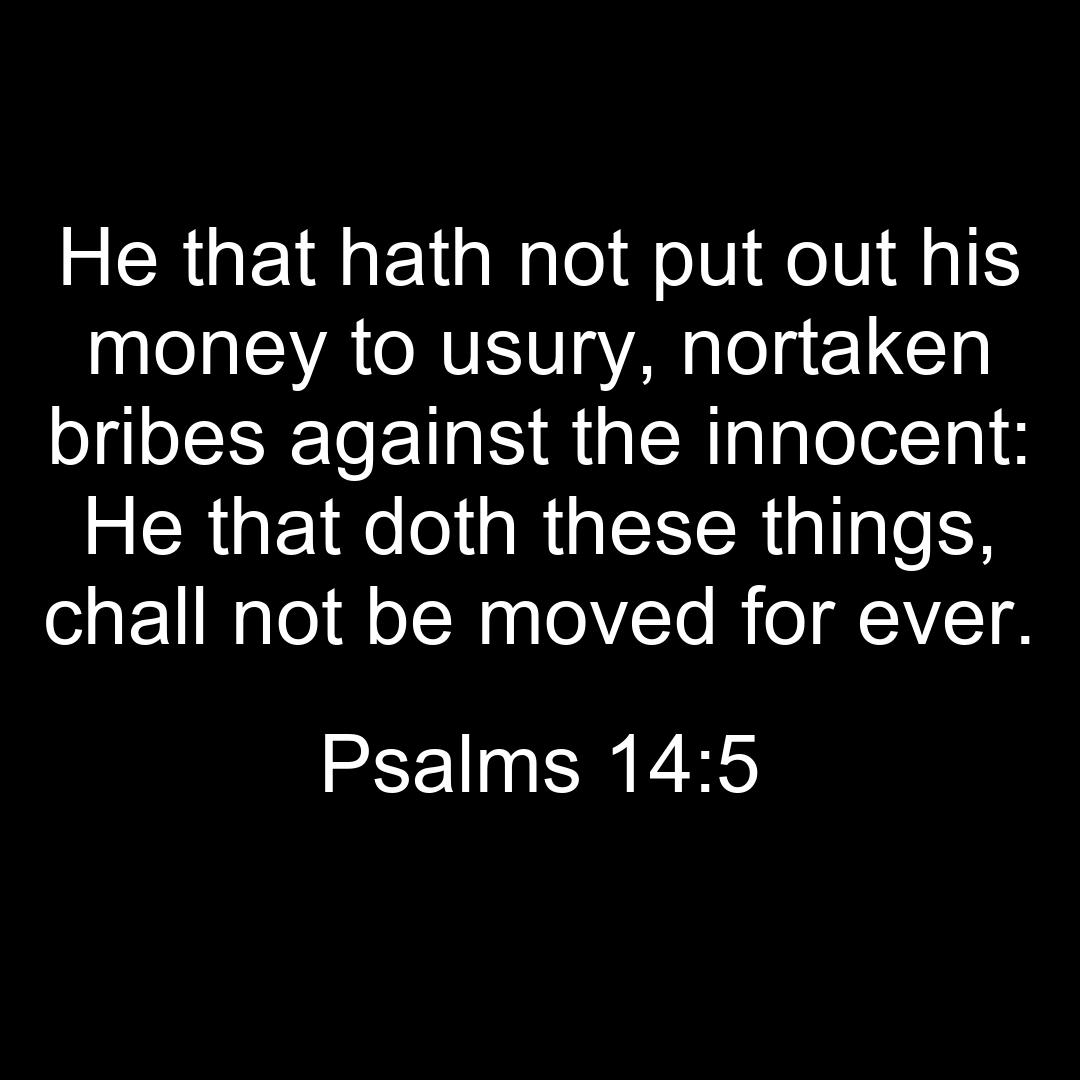 He that hath not put out his
money to usury, nortaken
bribes against the innocent:
He that doth these things,
chall not be moved for ever.
Psalms 14:5